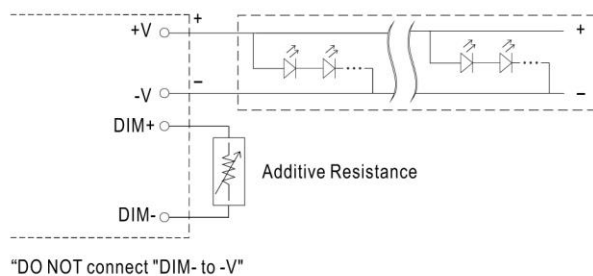 +V
+
+
-V
−
−
DIM+
Additive Resistance
DIM-
“DO NOT connect "DIM- to -V"